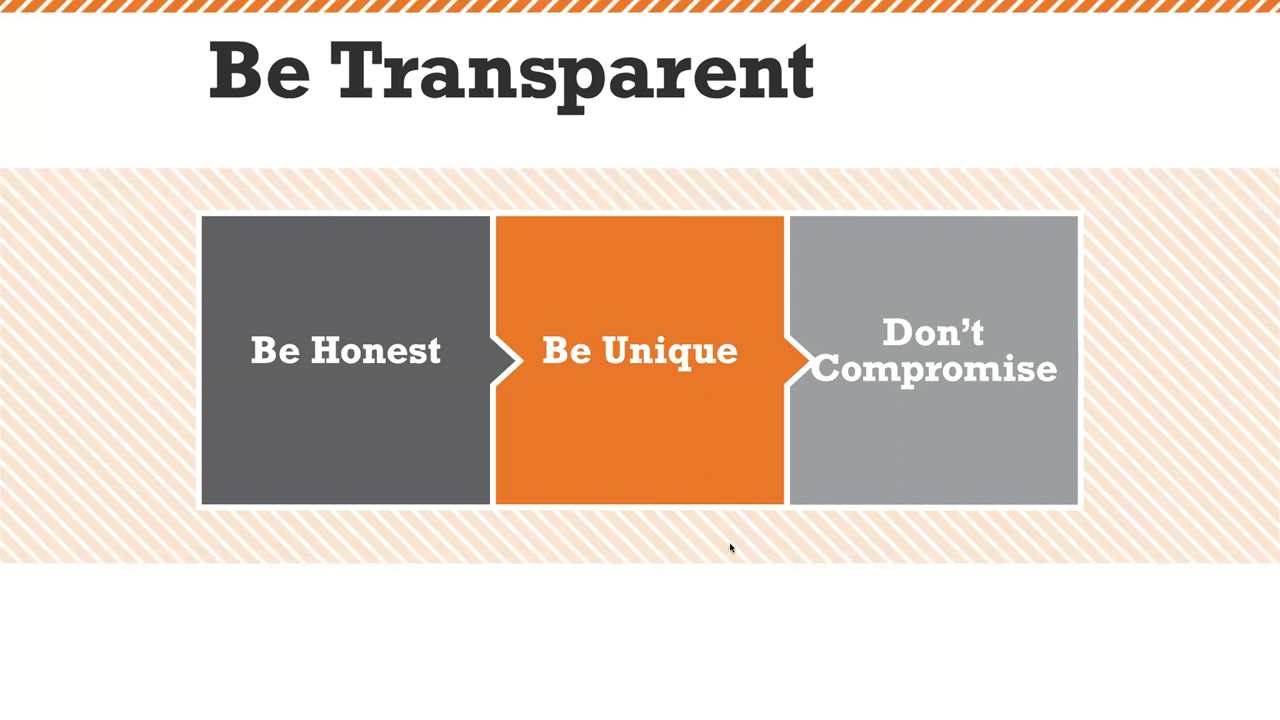 Be Transparent
Be Honest
Be Unique
Don’t
Compromise